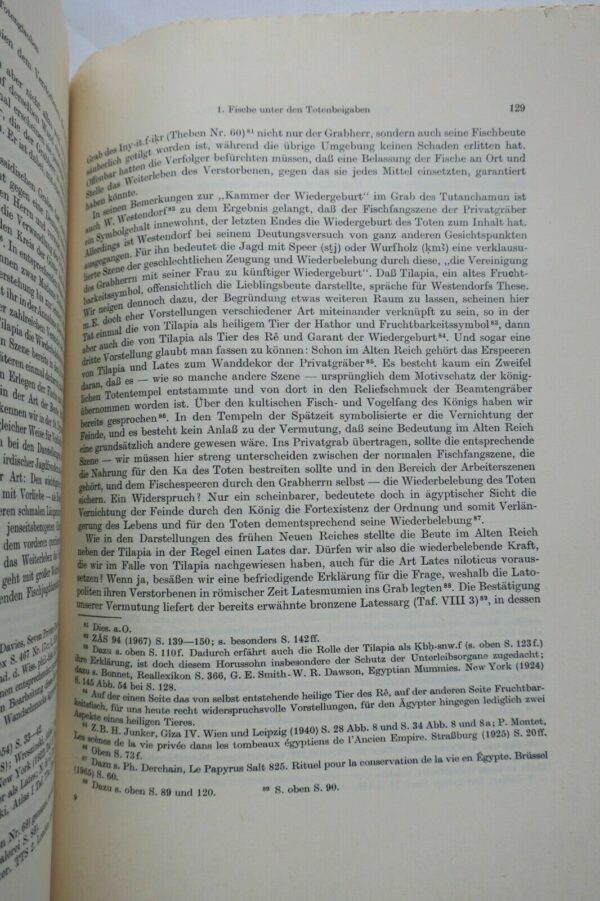 1. Fische unter den Totenbeigaben 129
Grab des Iny-it.f-iḳr (Theben Nr. 60)⁸¹ nicht nur der Grabherr, sondern auch seine Fischbeute
säuberlich getilgt worden ist, während die übrige Umgebung keinen Schaden erlitten hat.
Offenbar hatten die Verfolger befürchten müssen, daß eine Belassung der Fische an Ort und
Stelle das Weiterleben des Verstorbenen, gegen das sie jedes Mittel einsetzten, garantiert
haben könnte.
In seinen Bemerkungen zur „Kammer der Wiedergeburt“ im Grab des Tutanchamun ist
auch W. Westendorf⁸² zu dem Ergebnis gelangt, daß der Fischfangszene der Privatgräber
ein Symbolgehalt innewohnt, der letzten Endes die Wiedergeburt des Toten zum Inhalt hat.
Allerdings ist Westendorf bei seinem Deutungsversuch von ganz anderen Gesichtspunkten
ausgegangen. Für ihn bedeutet die Jagd mit Speer (stj) oder Wurfholz (ḳmꜣ) eine verklausu-
lierte Szene der geschlechtlichen Zeugung und Wiederbelebung durch diese, „die Vereinigung
des Grabherrn mit seiner Frau zu künftiger Wiedergeburt“. Daß Tilapia, ein altes Frucht-
barkeitssymbol, offensichtlich die Lieblingsbeute darstellte, spräche für Westendorfs These.
Wir neigen dennoch dazu, der Begründung etwas weiteren Raum zu lassen, scheinen hier
m. E. doch eher Vorstellungen verschiedener Art miteinander verknüpft zu sein, so in der
Tat einmal die von Tilapia als heiligem Tier der Hathor und Fruchtbarkeitssymbol⁸³, dann
aber auch die von Tilapia als Tier des Rê und Garant der Wiedergeburt⁸⁴. Und sogar eine
dritte Vorstellung glaubt man fassen zu können: Schon im Alten Reich gehört das Erspeeren
von Tilapia und Lates zum Wanddekor der Privatgräber⁸⁵. Es besteht kaum ein Zweifel
daran, daß es — wie so manche andere Szene — ursprünglich dem Motivschatz der könig-
lichen Totentempel entstammte und von dort in den Reliefschmuck der Beamtengräber
übernommen worden ist. Über den kultischen Fisch- und Vogelfang des Königs haben wir
bereits gesprochen⁸⁶. In den Tempeln der Spätzeit symbolisierte er die Vernichtung der
Feinde, und es besteht kein Anlaß zu der Vermutung, daß seine Bedeutung im Alten Reich
eine grundsätzlich andere gewesen wäre. Ins Privatgrab übertragen, sollte die entsprechende
Szene — wir müssen hier streng unterscheiden zwischen der normalen Fischfangszene, die
die Nahrung für den Ka des Toten bestreiten sollte und in den Bereich der Arbeiterszenen
gehört, und dem Fischespeeren durch den Grabherrn selbst — die Wiederbelebung des Toten
sichern. Ein Widerspruch? Nur ein scheinbarer, bedeutete doch in ägyptischer Sicht die
Vernichtung der Feinde durch den König die Fortexistenz der Ordnung und somit Verlän-
gerung des Lebens und für den Toten dementsprechend seine Wiederbelebung⁸⁷.
Wie in den Darstellungen des frühen Neuen Reiches stellte die Beute im Alten Reich
neben der Tilapia in der Regel einen Lates dar. Dürfen wir also die wiederbelebende Kraft,
die wir im Falle von Tilapia nachgewiesen haben, auch für die Art Lates niloticus voraus-
setzen? Wenn ja, besäßen wir eine befriedigende Erklärung für die Frage, weshalb die Lato-
politen ihren Verstorbenen in römischer Zeit Latesmumien ins Grab legten⁸⁸. Die Bestätigung
unserer Vermutung liefert der bereits erwähnte bronzene Latessarg (Taf. VIII 3)⁸⁹, in dessen
⁸¹ Dies. a.O.
⁸² ZÄS 94 (1967) S. 139—150; s. besonders S. 142ff.
⁸³ Dazu s. oben S. 110f. Dadurch erfährt auch die Rolle der Tilapia als Ḳbḥ-snw.f (s. oben S. 123f.)
ihre Erklärung, ist doch diesem Horussohn insbesondere der Schutz der Unterleibsorgane zugedacht;
dazu s. Bonnet, Reallexikon S. 366, G. E. Smith-W. R. Dawson, Egyptian Mummies. New York (1924)
S. 145 Abb. 54 bei S. 128.
⁸⁴ Auf der einen Seite das von selbst entstehende heilige Tier des Rê, auf der anderen Seite Fruchtbar-
keitsfisch, für uns heute recht widerspruchsvolle Vorstellungen, für den Ägypter hingegen lediglich zwei
Aspekte eines heiligen Tieres.
⁸⁵ Z.B. H. Junker, Gîza IV. Wien und Leipzig (1940) S. 28 Abb. 8 und S. 34 Abb. 8 und 8a; P. Montet,
Les scènes de la vie privée dans les tombeaux égyptiens de l'Ancien Empire. Straßburg (1925) S. 20ff.
⁸⁶ Oben S. 73f.
⁸⁷ Dazu s. Ph. Derchain, Le Papyrus Salt 825. Rituel pour la conservation de la vie en Égypte. Brüssel
(1965) S. 60.
⁸⁸ Dazu s. oben S. 89 und 120. ⁸⁹ S. oben S. 90.
9